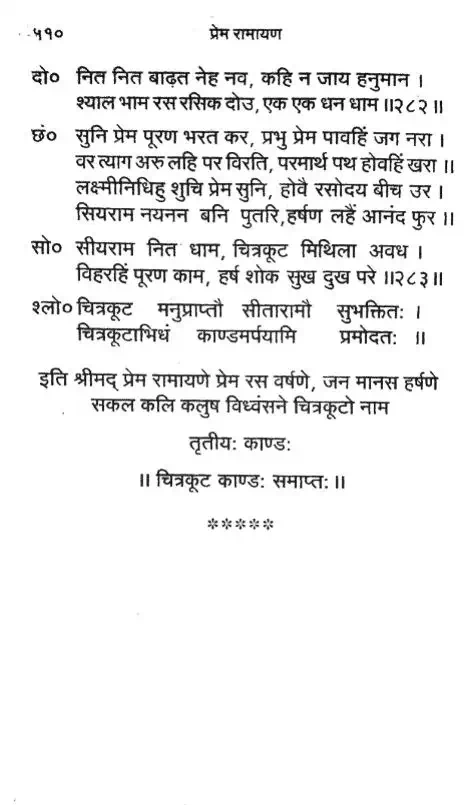 ५१० प्रेम रामायण
दो० नित नित बाढ़त नेह नव, कहि न जाय हनुमान ।
श्याल भाम रस रसिक दोउ, एक एक धन धाम ॥२८२॥
छं० सुनि प्रेम पूरण भरत कर, प्रभु प्रेम पावहिं जग नरा ।
वर त्याग अरु लहि पर विरति, परमार्थ पथ होवहिं खरा ॥
लक्ष्मीनिधिहु शुचि प्रेम सुनि, होवै रसोदय बीच उर ।
सियराम नयनन बनि पुतरि, हर्षण लहैं आनंद फुर ॥
सो० सीयराम नित धाम, चित्रकूट मिथिला अवध ।
विहरहिं पूरण काम, हर्ष शोक सुख दुख परे ॥२८३॥
श्लो० चित्रकूट मनुप्राप्तौ सीतारामौ सुभक्तितः ।
चित्रकूटाभिधं काण्डमर्पयामि प्रमोदतः ॥
इति श्रीमद् प्रेम रामायणे प्रेम रस वर्षणे, जन मानस हर्षणे
सकल कलि कलुष विध्वंसने चित्रकूटो नाम
तृतीयः काण्डः
॥ चित्रकूट काण्डः समाप्तः ॥
*****